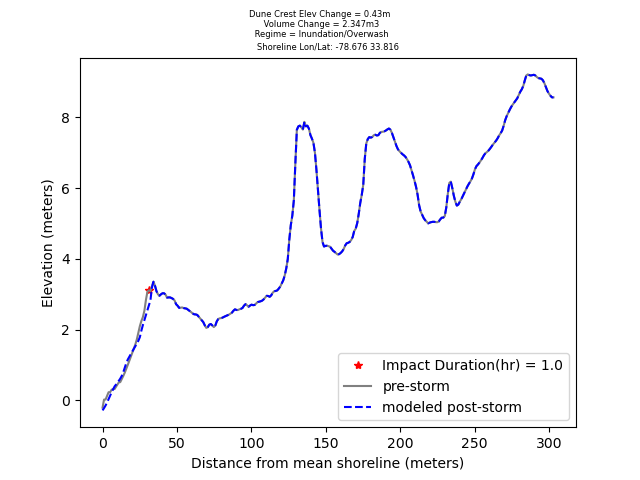 Dune Crest Elev Change = 0.43m
Volume Change = 2.347m3
Regime = Inundation/Overwash
Shoreline Lon/Lat: -78.676 33.816
Elevation (meters)
8
6
4
2
0
Impact Duration(hr) = 1.0
pre-storm
modeled post-storm
0 50 100 150 200 250 300
Distance from mean shoreline (meters)